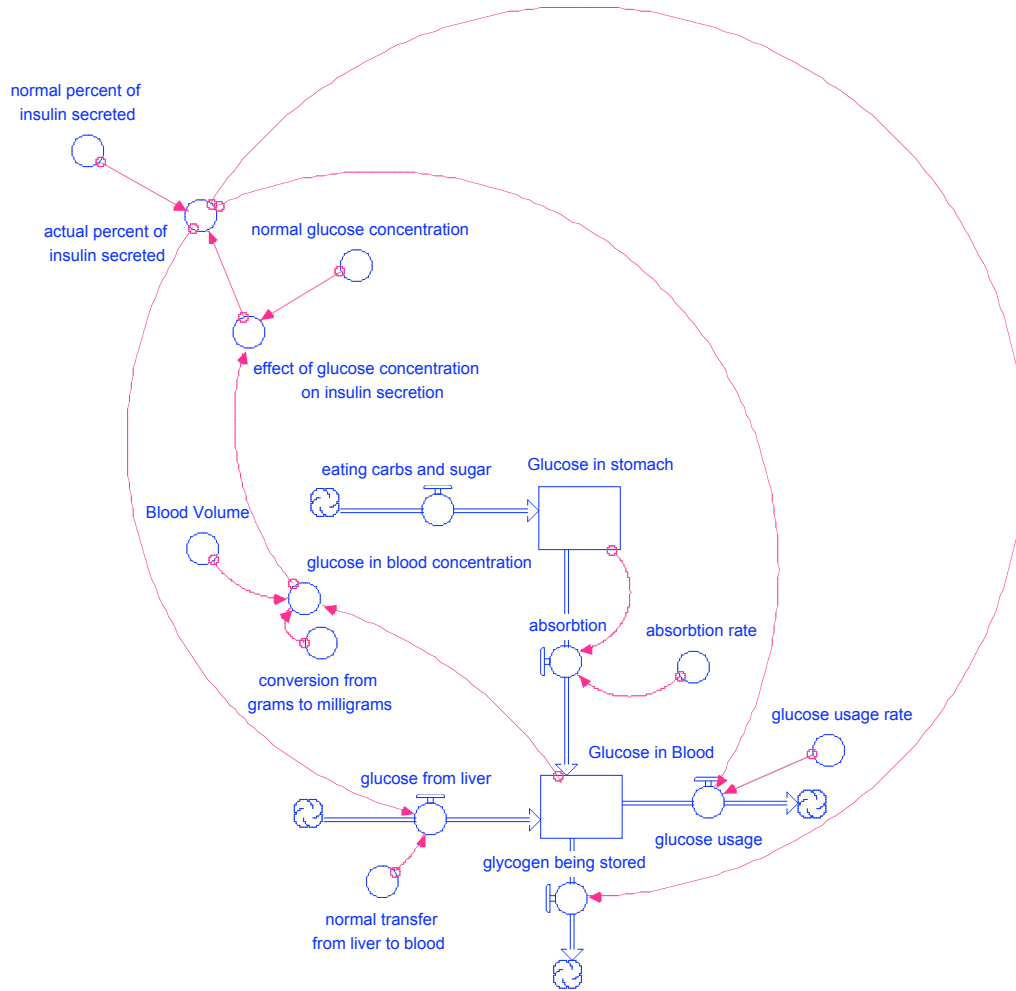 normal percent of
insulin secreted
actual percent of
insulin secreted
normal glucose concentration
effect of glucose concentration
on insulin secretion
eating carbs and sugar
Glucose in stomach
Blood Volume
glucose in blood concentration
absorbtion
absorbtion rate
conversion from
grams to milligrams
glucose usage rate
Glucose in Blood
glucose from liver
glucose usage
glycogen being stored
normal transfer
from liver to blood